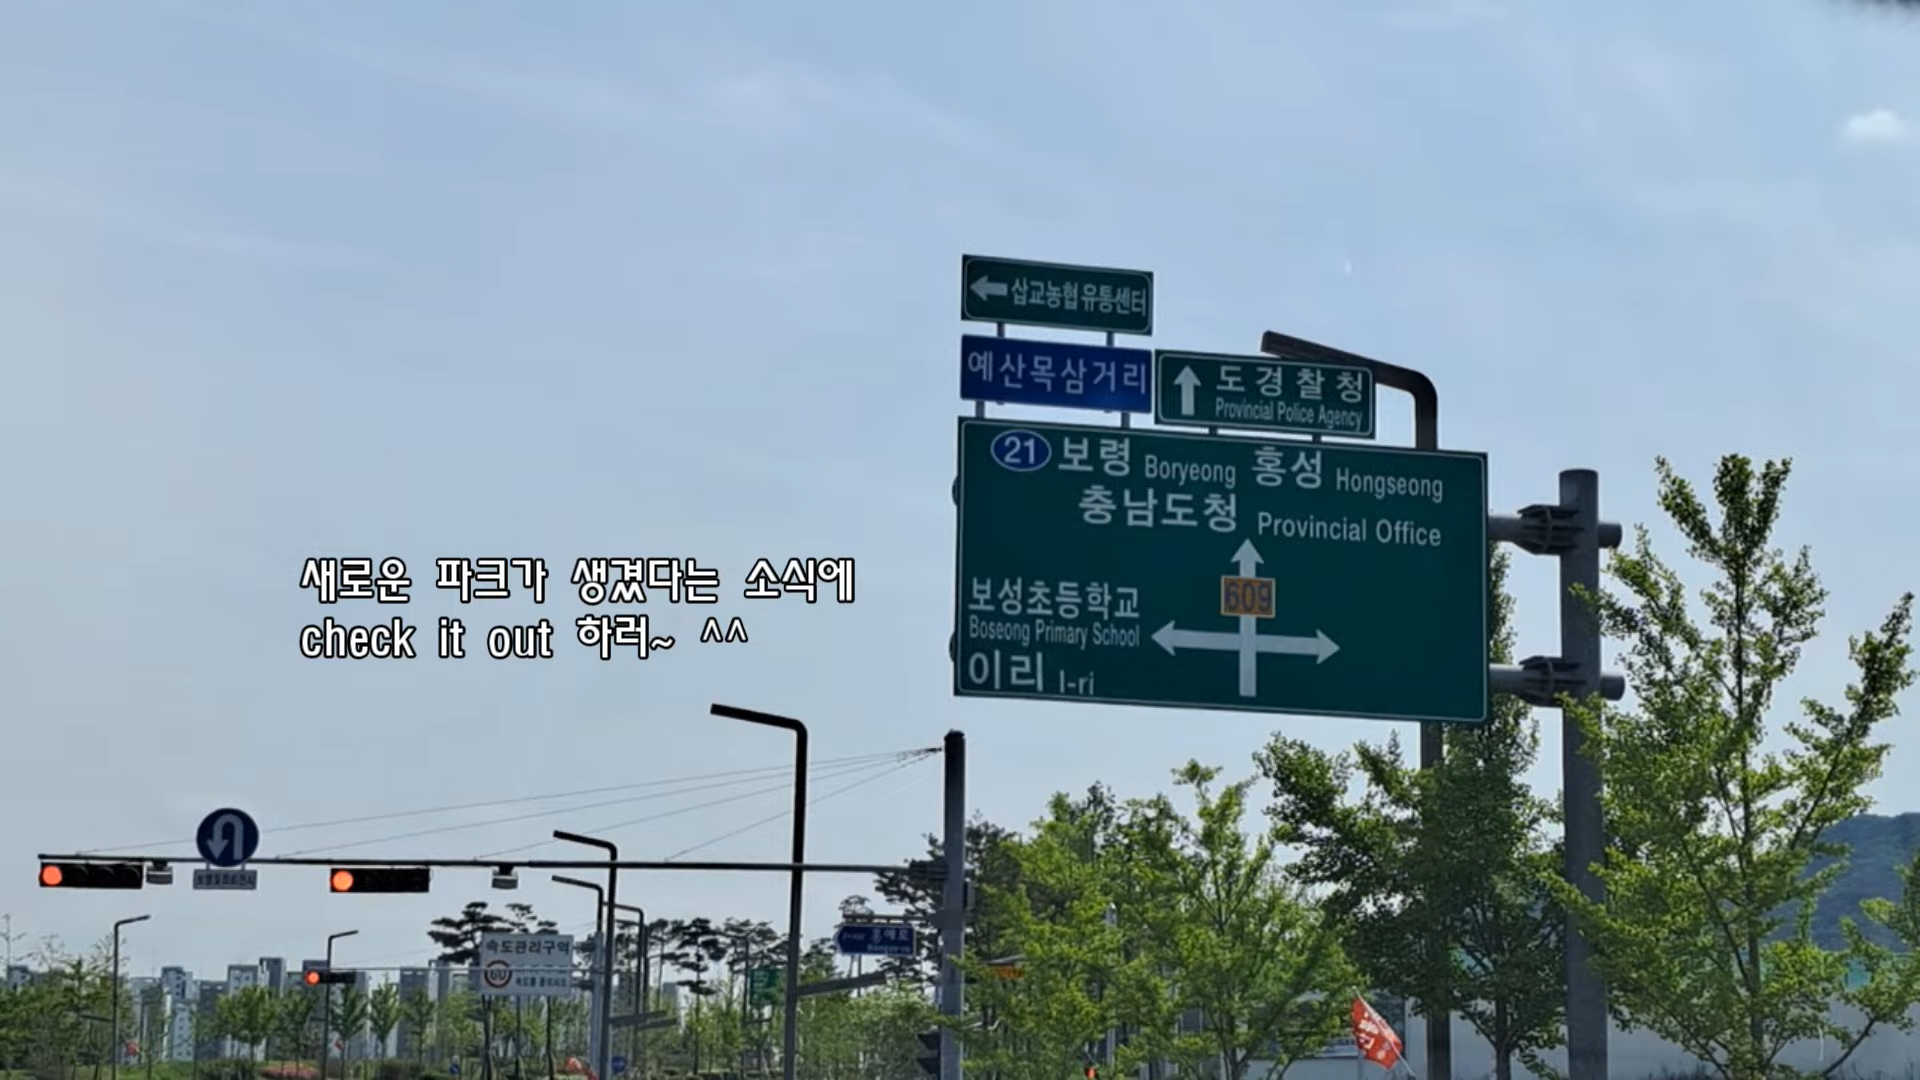 삽교농협유통센터
예산목삼거리
도경찰청
Provincial Police Agency
21 보령 Boryeong 홍성 Hongseong
충남도청 Provincial Office
609
보성초등학교
Boseong Primary School
이리 I-ri
새로운 파크가 생겼다는 소식에
check it out 하러~ ^^
속도관리구역
60